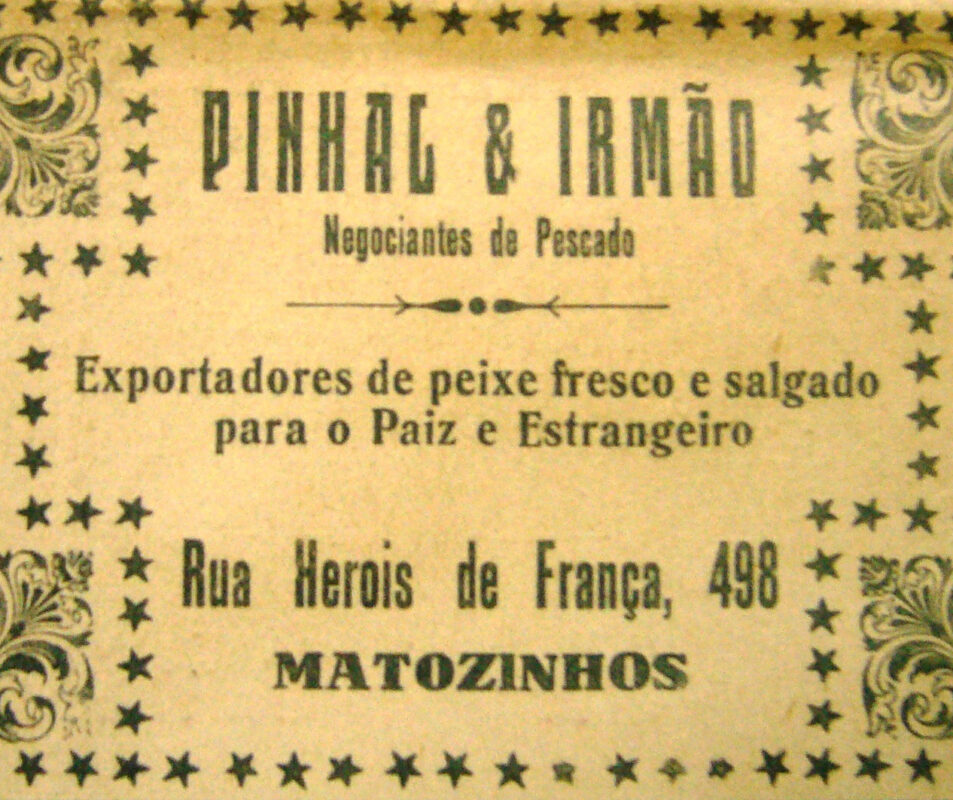 PINHAL & IRMÃO
Negociantes de Pescado
Exportadores de peixe fresco e salgado
para o Paiz e Estrangeiro
Rua Herois de França, 498
MATOZINHOS